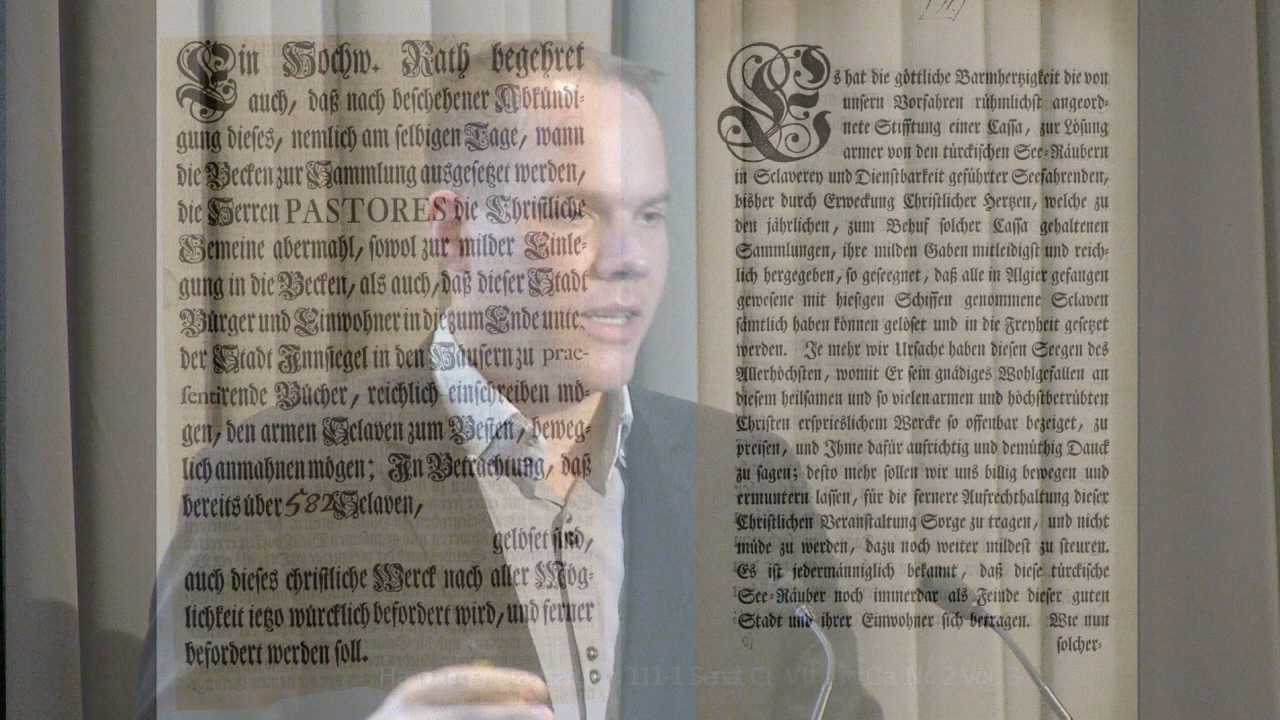 Ein Hochw. Rath begehret
auch, daß nach beschehener Abkündi-
gung dieses, nemlich am selbigen Tage, wann
die Becken zur Sammlung ausgesetzet werden,
die Herren PASTORES die Christliche
Gemeine abermahl, sowol zur milder Einle-
gung in die Becken, als auch, daß dieser Stadt
Bürger und Einwohner in die zum Ende unte
der Stadt Innsiegel in den Häusern zu prae-
sentirende Bücher, reichlich einschreiben mö-
gen, den armen Sclaven zum Besten, beweg-
lich anmahnen mögen; In Betrachtung, daß
bereits über 582 Sclaven,
gelöset sind,
auch dieses christliche Werck nach aller Mög-
lichkeit ietzo würcklich befordert wird, und ferner
befordert werden soll.
Es hat die göttliche Barmhertzigkeit die von
unsern Vorfahren rühmlichst angeord-
nete Stifftung einer Cassa, zur Lösung
armer von den türckischen See-Räubern
in Sclaverey und Dienstbarkeit geführter Seefahrenden,
bisher durch Erweckung Christlicher Hertzen, welche zu
den jährlichen, zum Behuf solcher Cassa gehaltenen
Sammlungen, ihre milden Gaben mitleidigst und reich-
lich hergegeben, so geseegnet, daß alle in Algier gefangen
gewesene mit hiesigen Schiffen genommene Sclaven
sämtlich haben können gelöset und in die Freyheit gesetzet
werden. Je mehr wir Ursache haben diesen Seegen des
Allerhöchsten, womit Er sein gnädiges Wohlgefallen an
diesem heilsamen und so vielen armen und höchstbetrübten
Christen ersprieslichem Wercke so offenbar bezeiget, zu
preisen, und Ihme dafür aufrichtig und demüthig Danck
zu sagen; desto mehr sollen wir uns billig bewegen und
ermuntern lassen, für die fernere Aufrechthaltung dieser
Christlichen Veranstaltung Sorge zu tragen, und nicht
müde zu werden, dazu noch weiter mildest zu steuren.
Es ist jedermänniglich bekannt, daß diese türckische
See-Räuber noch immerdar als Feinde dieser guten
Stadt und ihrer Einwohner sich betragen. Wie nun
solcher-
111-1 Senat Cl. VII